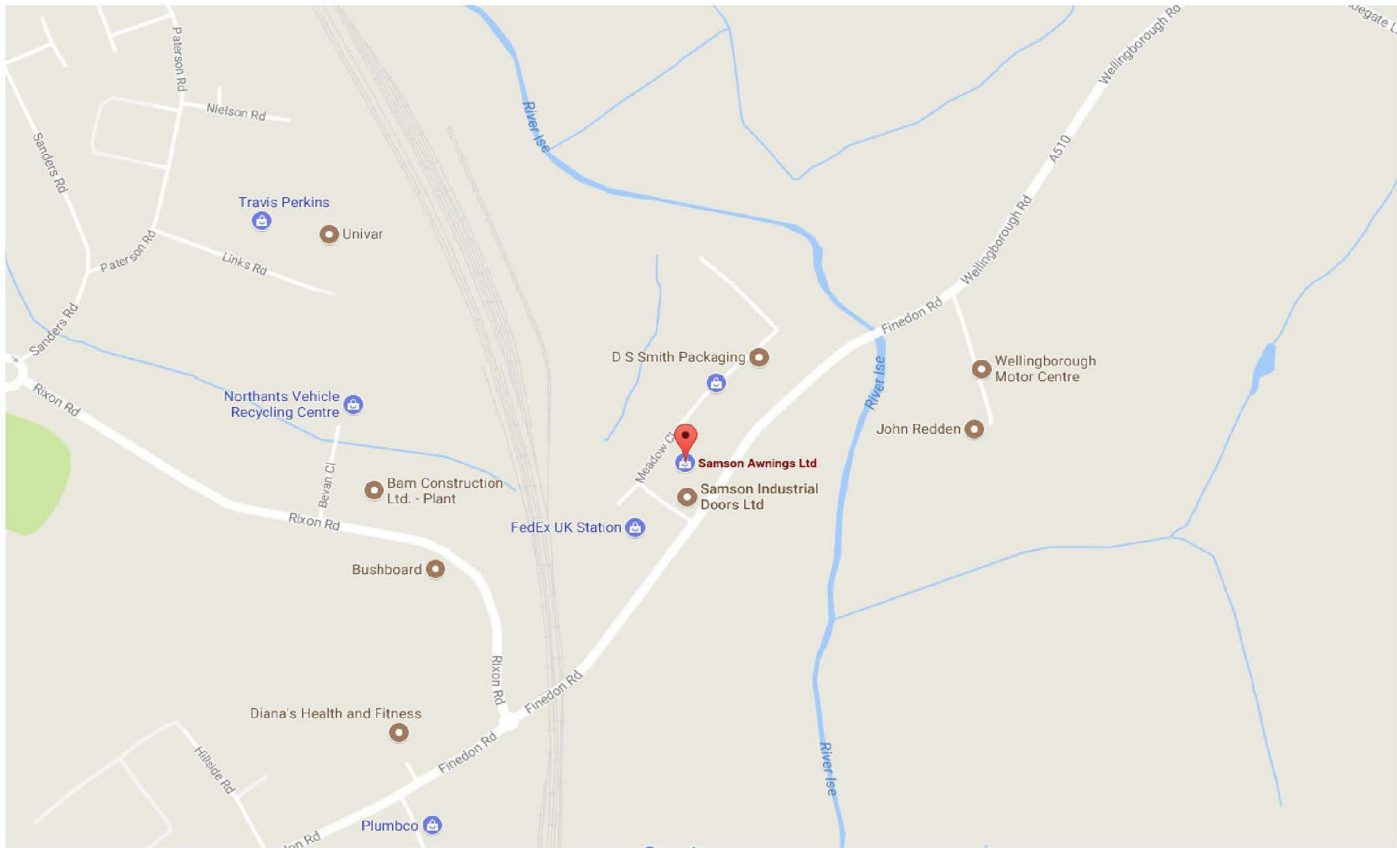 Paterson Rd
Nielson Rd
Sanders Rd
River Ise
Wellingborough Rd
A510
Travis Perkins
Univar
Wellingborough Rd
Paterson Rd
Links Rd
Finedon Rd
Sanders Rd
D S Smith Packaging
Wellingborough
Motor Centre
River Ise
Rixon Rd
Northants Vehicle
Recycling Centre
John Redden
Meadow Cl
Samson Awnings Ltd
Bevan Cl
Bam Construction
Ltd. - Plant
Samson Industrial
Doors Ltd
Rixon Rd
FedEx UK Station
Bushboard
Rixon Rd
Finedon Rd
Diana's Health and Fitness
Finedon Rd
Hillside Rd
River Ise
Plumbco
on Rd